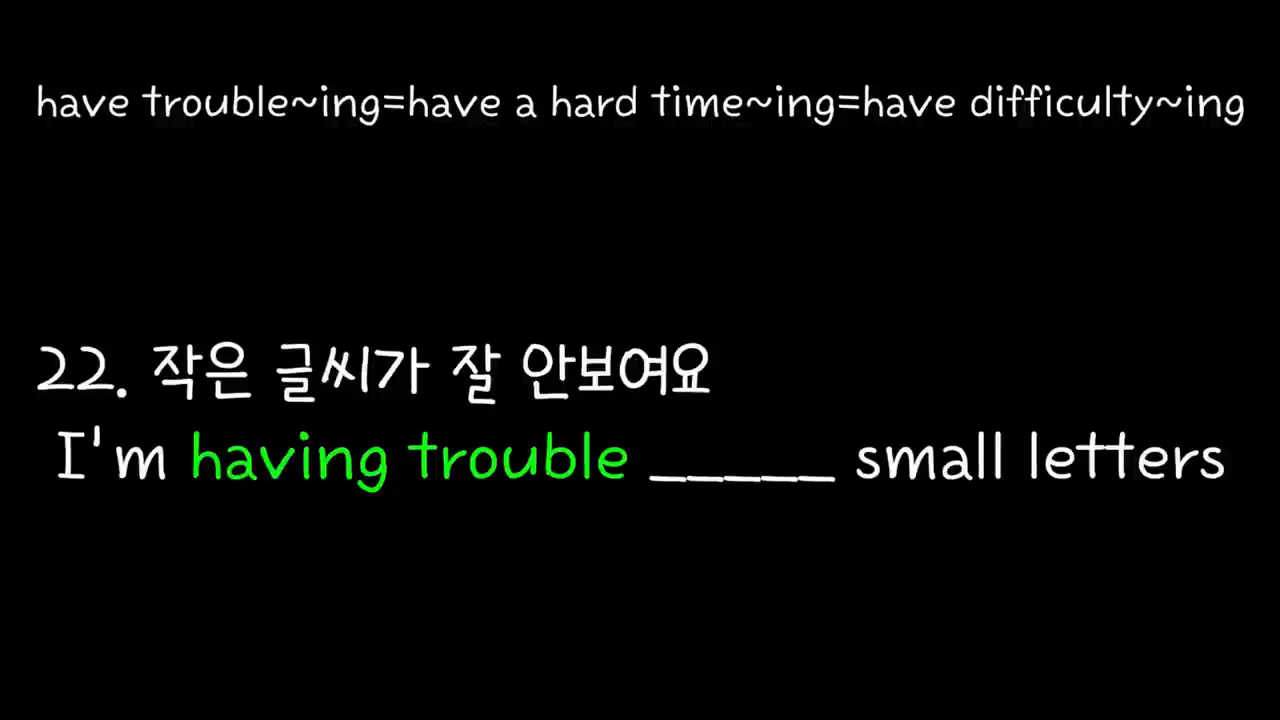 have trouble~ing=have a hard time~ing=have difficulty~ing
22. 작은 글씨가 잘 안보여요
I'm having trouble _____ small letters